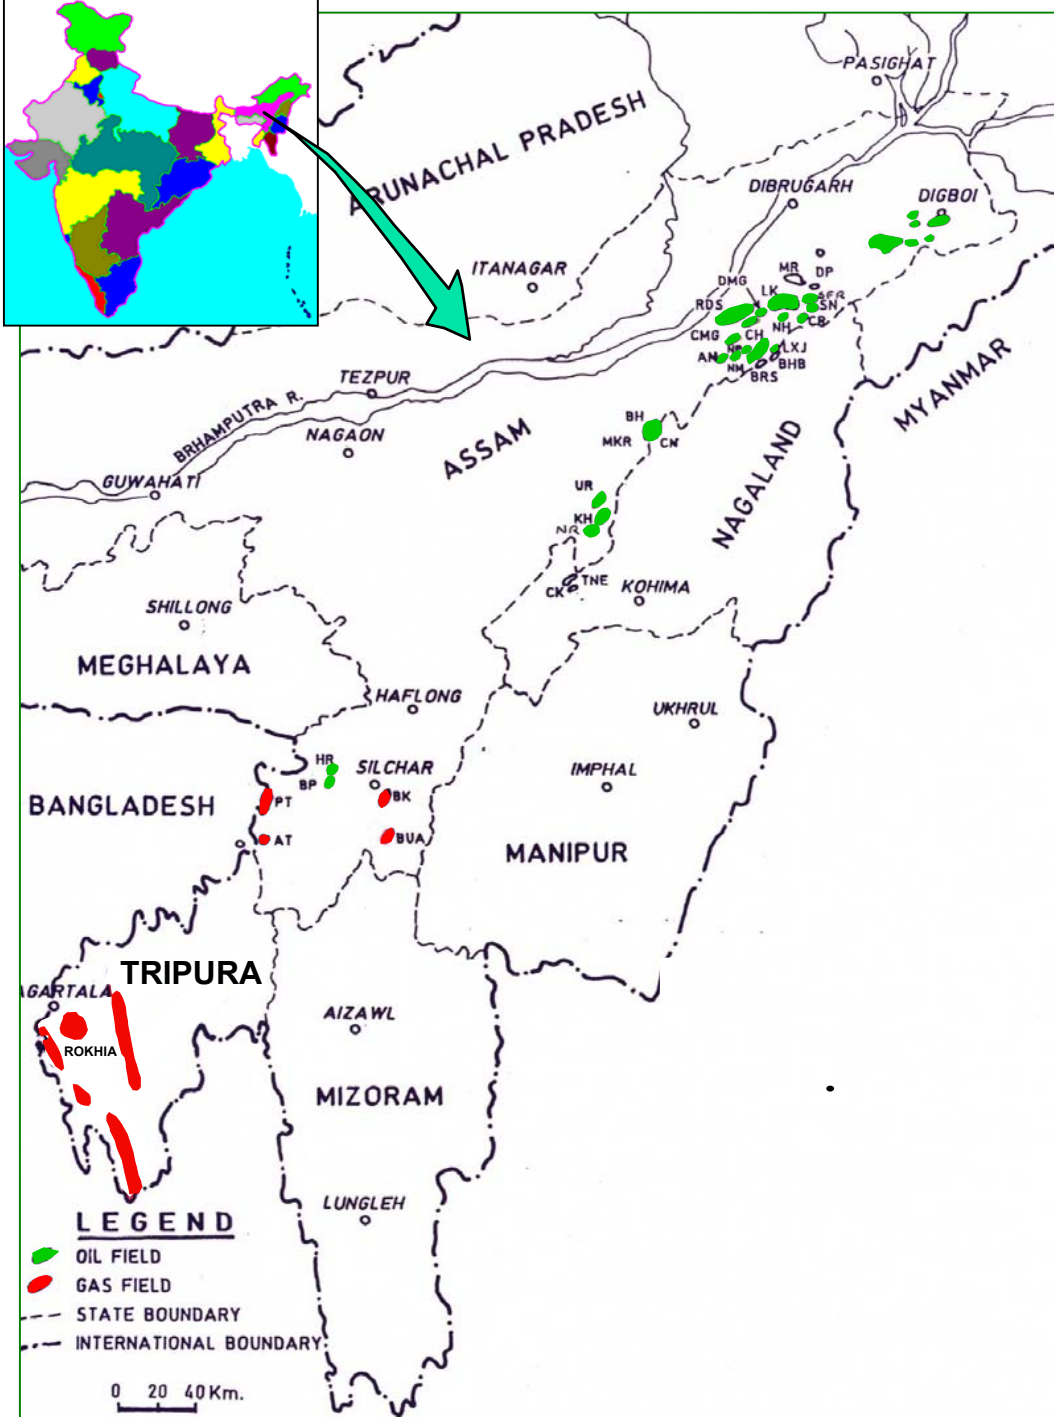 PASIGHAT
ARUNACHAL PRADESH
DIBRUGARH
DIGBOI
ITANAGAR
DMG
MR
DP
LK
RDS
SN
CMG
CH
NH
CB
AN
NM
LXJ
BHB
BRS
MYANMAR
TEZPUR
BRHAMPUTRA R.
NAGAON
ASSAM
BH
MKR
CN
NAGALAND
GUWAHATI
UR
KH
NR
TNE
CK
KOHIMA
SHILLONG
MEGHALAYA
HAFLONG
UKHRUL
HR
BP
SILCHAR
IMPHAL
BANGLADESH
PT
BK
AT
BUA
MANIPUR
TRIPURA
AGARTALA
AIZAWL
ROKHIA
MIZORAM
LUNGLEH
LEGEND
OIL FIELD
GAS FIELD
STATE BOUNDARY
INTERNATIONAL BOUNDARY
0 20 40 Km.